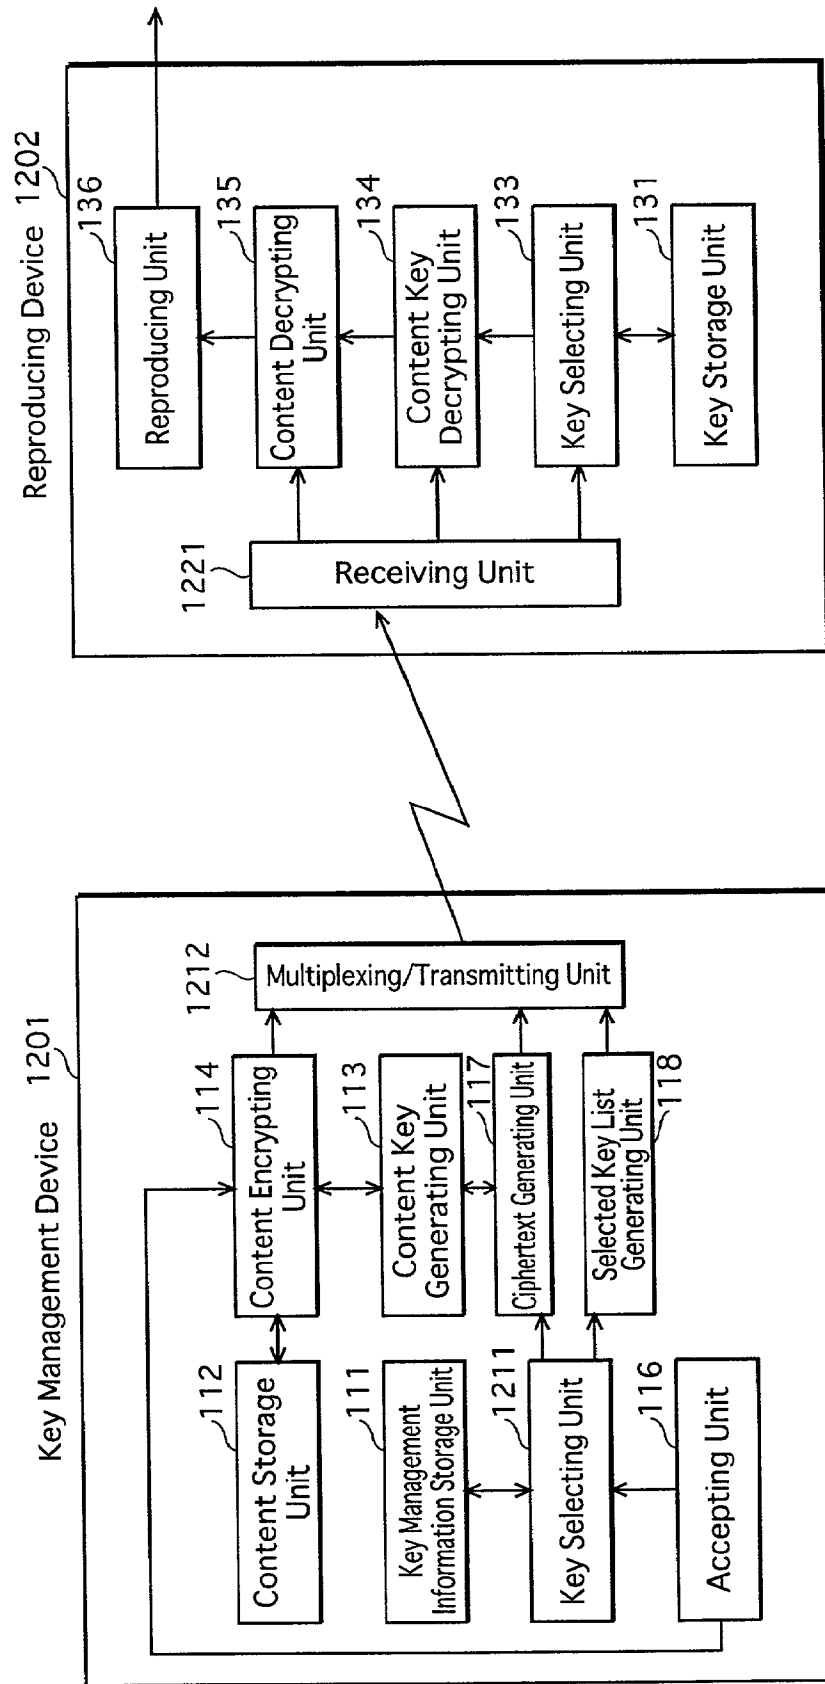 Key Management Device 1201
112
Content Storage
Unit
114
Content Encrypting
Unit
1212
Multiplexing/Transmitting Unit
111
Key Management
Information Storage Unit
113
Content Key
Generating Unit
1211
Key Selecting Unit
117
Ciphertext Generating Unit
116
Accepting Unit
Selected Key List
Generating Unit
118
Reproducing Device 1202
1221
Receiving Unit
136
Reproducing Unit
135
Content Decrypting
Unit
134
Content Key
Decrypting Unit
133
Key Selecting Unit
131
Key Storage Unit